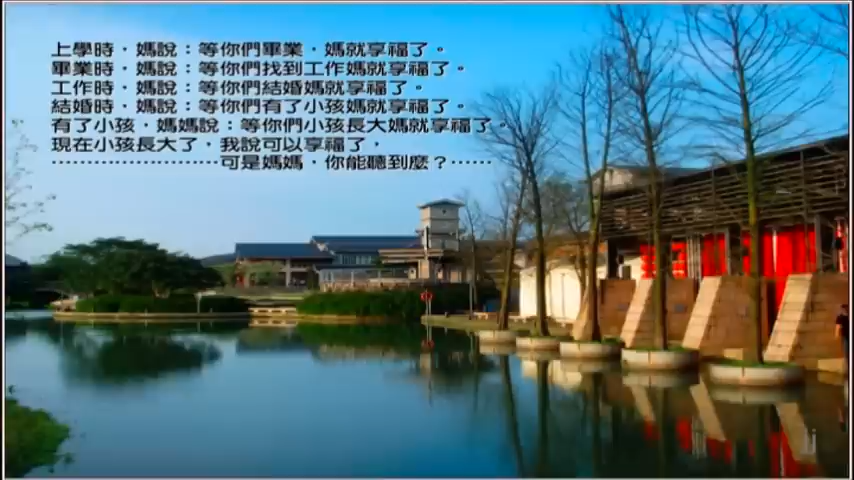 上學時，媽說：等你們畢業，媽就享福了。
畢業時，媽說：等你們找到工作媽就享福了。
工作時，媽說：等你們結婚媽就享福了。
結婚時，媽說：等你們有了小孩媽就享福了。
有了小孩，媽媽說：等你們小孩長大媽就享福了。
現在小孩長大了，我說可以享福了，
……………………可是媽媽，你能聽到麼？……